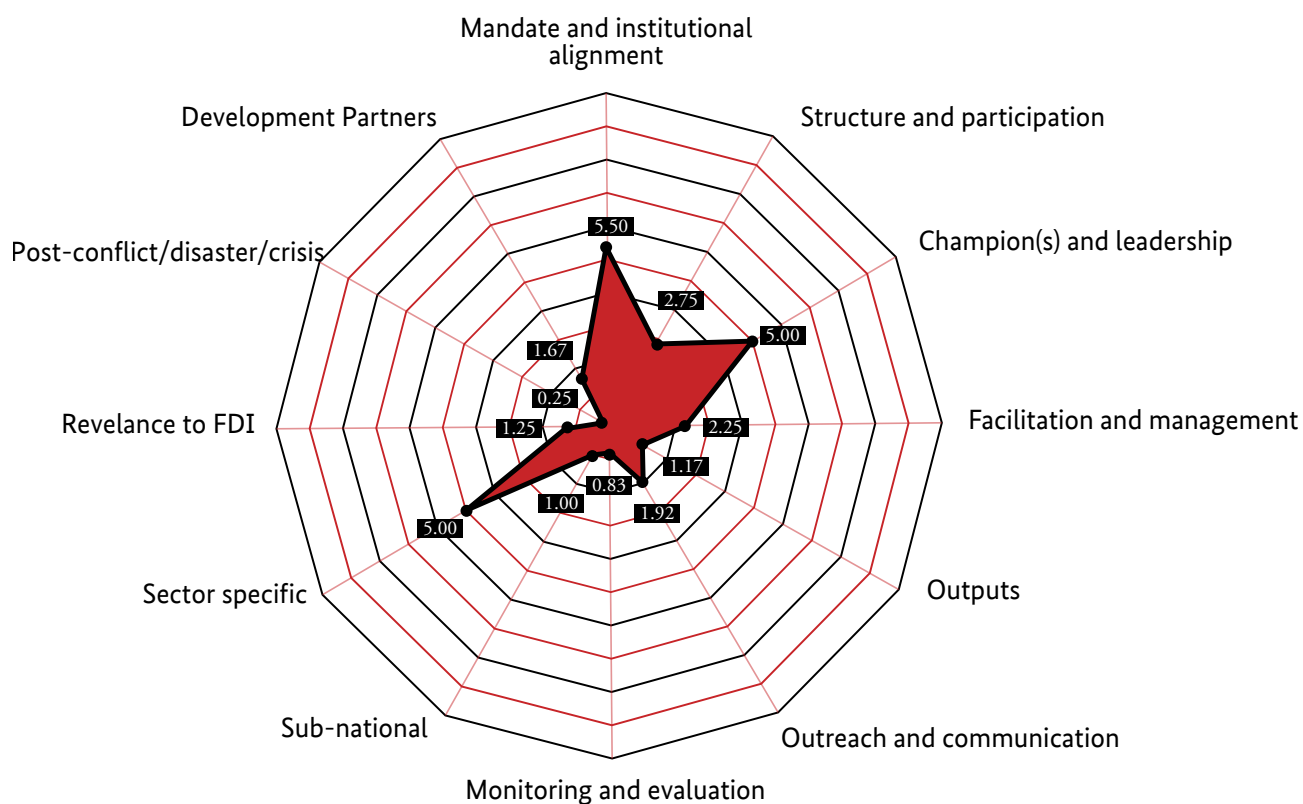 Mandate and institutional
alignment
Development Partners
Structure and participation
Post-conflict/disaster/crisis
Champion(s) and leadership
5.50
2.75
5.00
1.67
0.25
Revelance to FDI
1.25
2.25
Facilitation and management
1.17
0.83
1.00
1.92
5.00
Sector specific
Outputs
Sub-national
Outreach and communication
Monitoring and evaluation